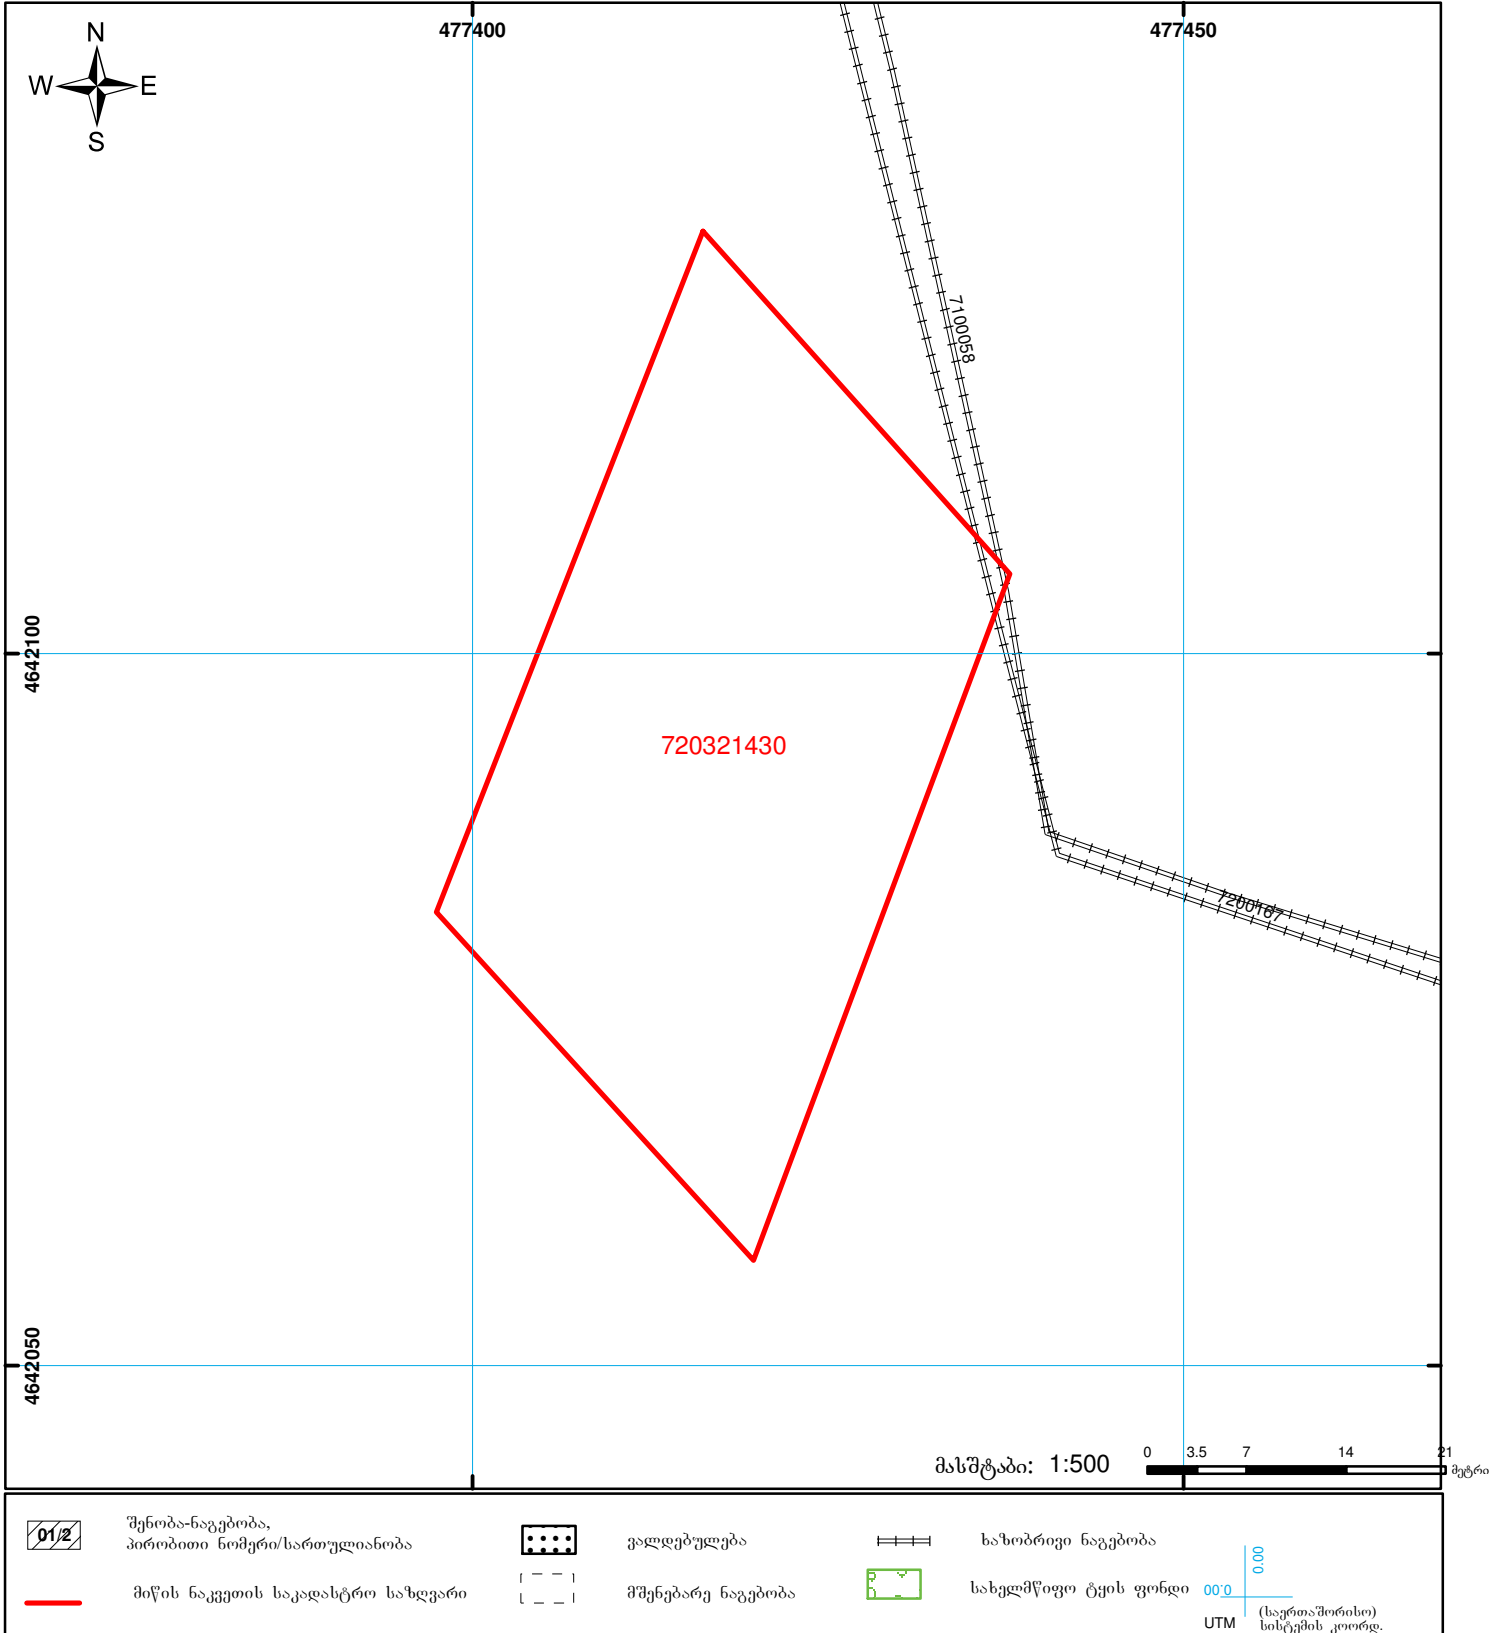 477400
477450
N
W E
S
7100058
4642100
720321430
7200167
4642050
მასშტაბი: 1:500
0 3.5 7 14 21
მეტრი
01/2
შენობა-ნაგებობა,
პირობითი ნომერი/სართულიანობა
ვალდებულება
ხაზობრივი ნაგებობა
მიწის ნაკვეთის საკადასტრო საზღვარი
მშენებარე ნაგებობა
სახელმწიფო ტყის ფონდი
00.0
00.0
UTM
(საერთაშორისო)
სისტემის კოორდ.